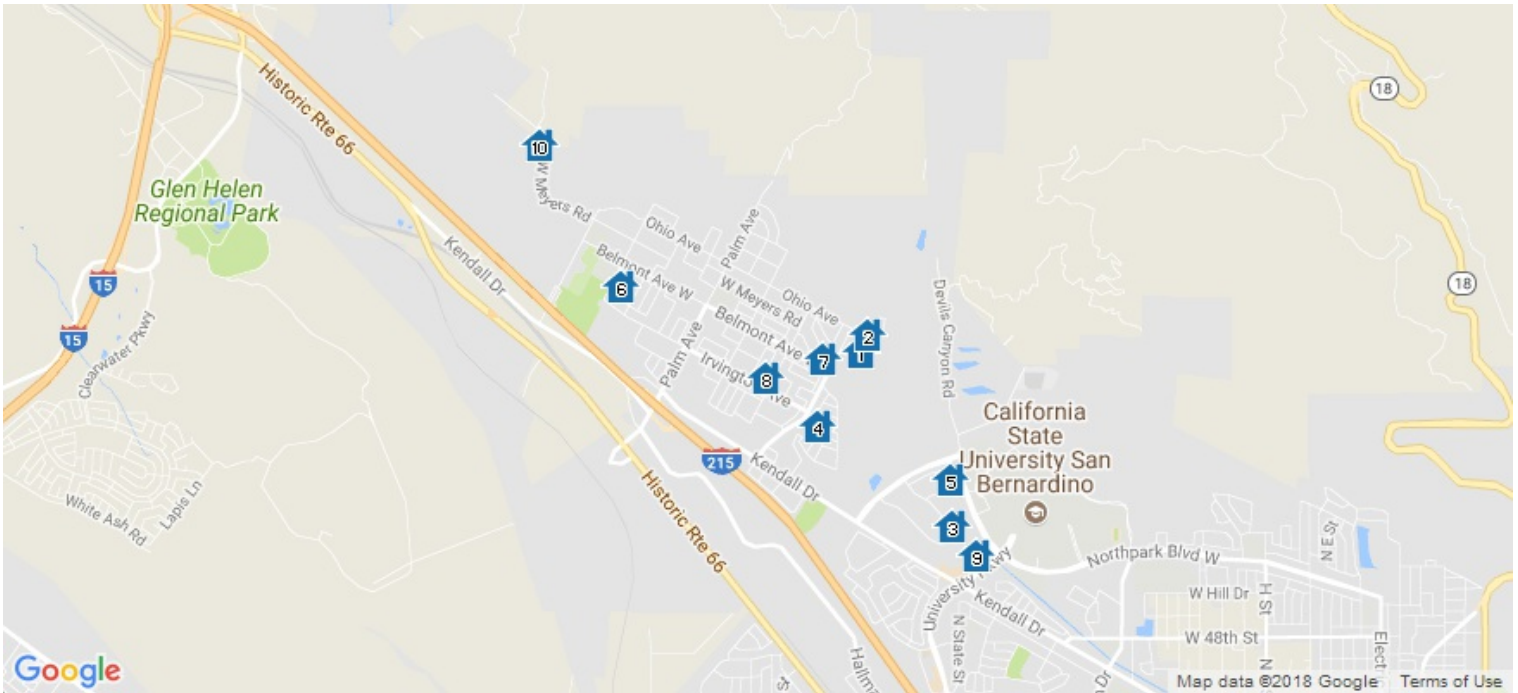 18
Historic Rte 66
10
Glen Helen
Regional Park
W Meyers Rd
Ohio Ave
Palm Ave
Kendall Dr
Belmont Ave W
15
6
W Meyers Rd
Ohio Ave
Devils Canyon Rd
18
15
Clearwater Pkwy
Palm Ave
Belmont Ave
2
1
7
Irvington Ave
8
4
California
State
University San
Bernardino
215
Kendall Dr
5
White Ash Rd
Lapis Ln
Historic Rte 66
3
9
University Pkwy
Northpark Blvd W
N E St
Kendall Dr
W Hill Dr
H St
N State St
W 48th St
Elect
Hallma
St
Dr
N
Google
Map data ©2018 Google
Terms of Use